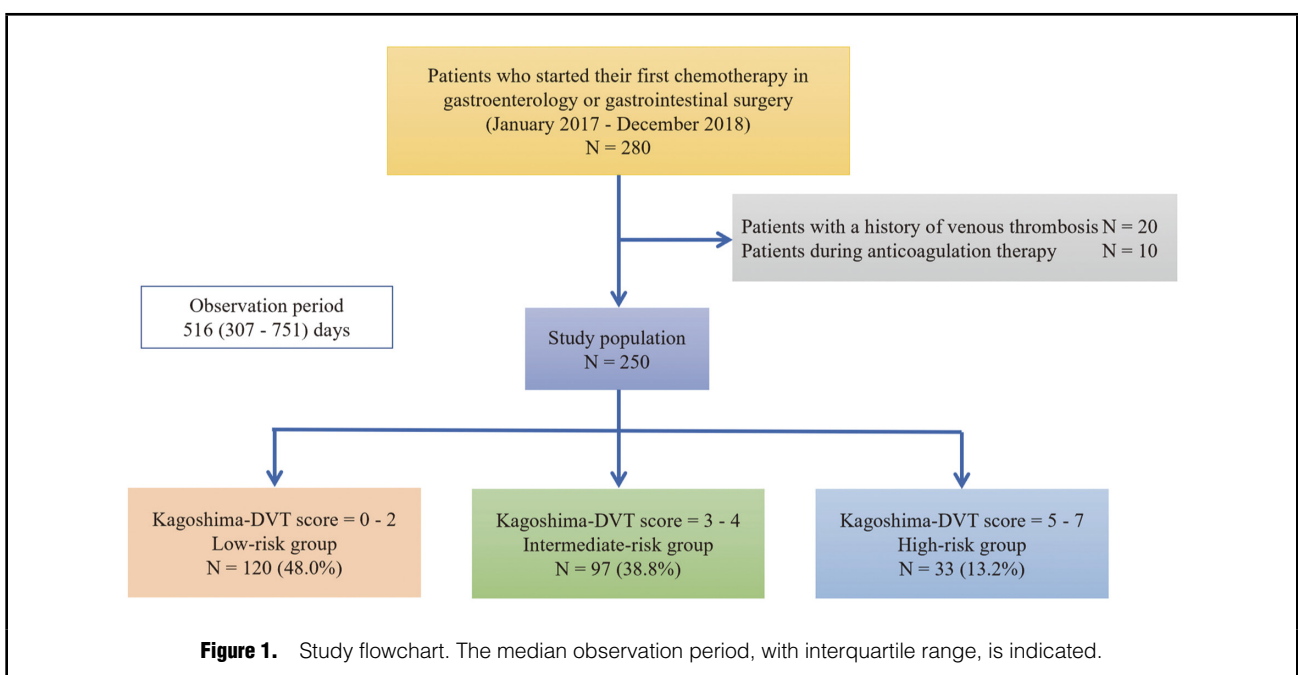 Patients who started their first chemotherapy in
gastroenterology or gastrointestinal surgery
(January 2017 - December 2018)
N = 280
Patients with a history of venous thrombosis N = 20
Patients during anticoagulation therapy N = 10
Observation period
516 (307 - 751) days
Study population
N = 250
Kagoshima-DVT score = 0 - 2
Low-risk group
N = 120 (48.0%)
Kagoshima-DVT score = 3 - 4
Intermediate-risk group
N = 97 (38.8%)
Kagoshima-DVT score = 5 - 7
High-risk group
N = 33 (13.2%)
Figure 1. Study flowchart. The median observation period, with interquartile range, is indicated.